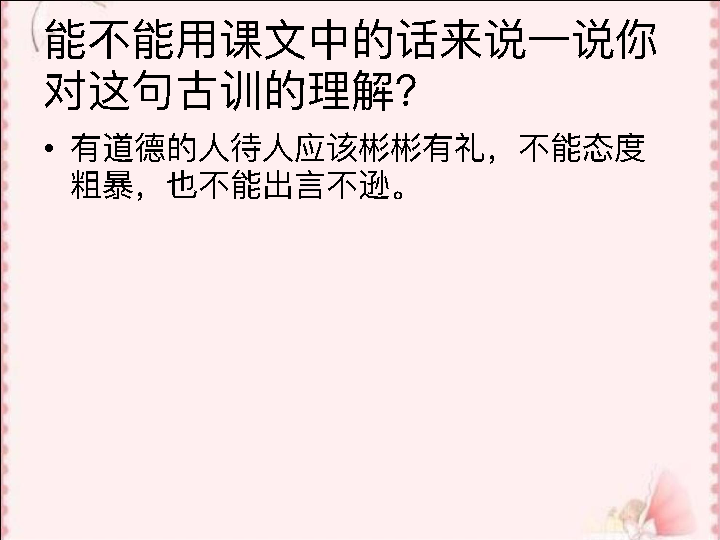 能不能用课文中的话来说一说你
对这句古训的理解?
• 有道德的人待人应该彬彬有礼，不能态度
粗暴，也不能出言不逊。